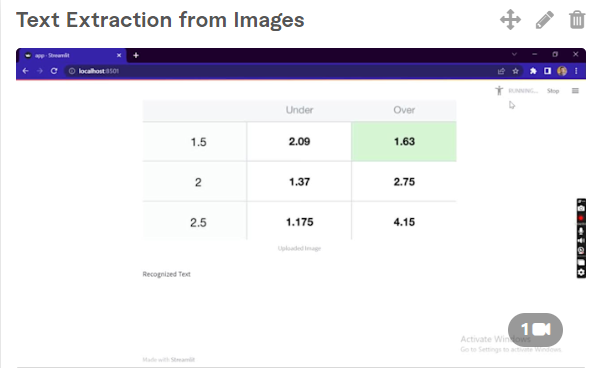 Text Extraction from Images
app · Streamlit
localhost:8501
RUNNING... Stop
Under Over
1.5 2.09 1.63
2 1.37 2.75
2.5 1.175 4.15
Uploaded Image
Recognized Text
1
Activate Windows
Go to Settings to activate Windows.
Made with Streamlit